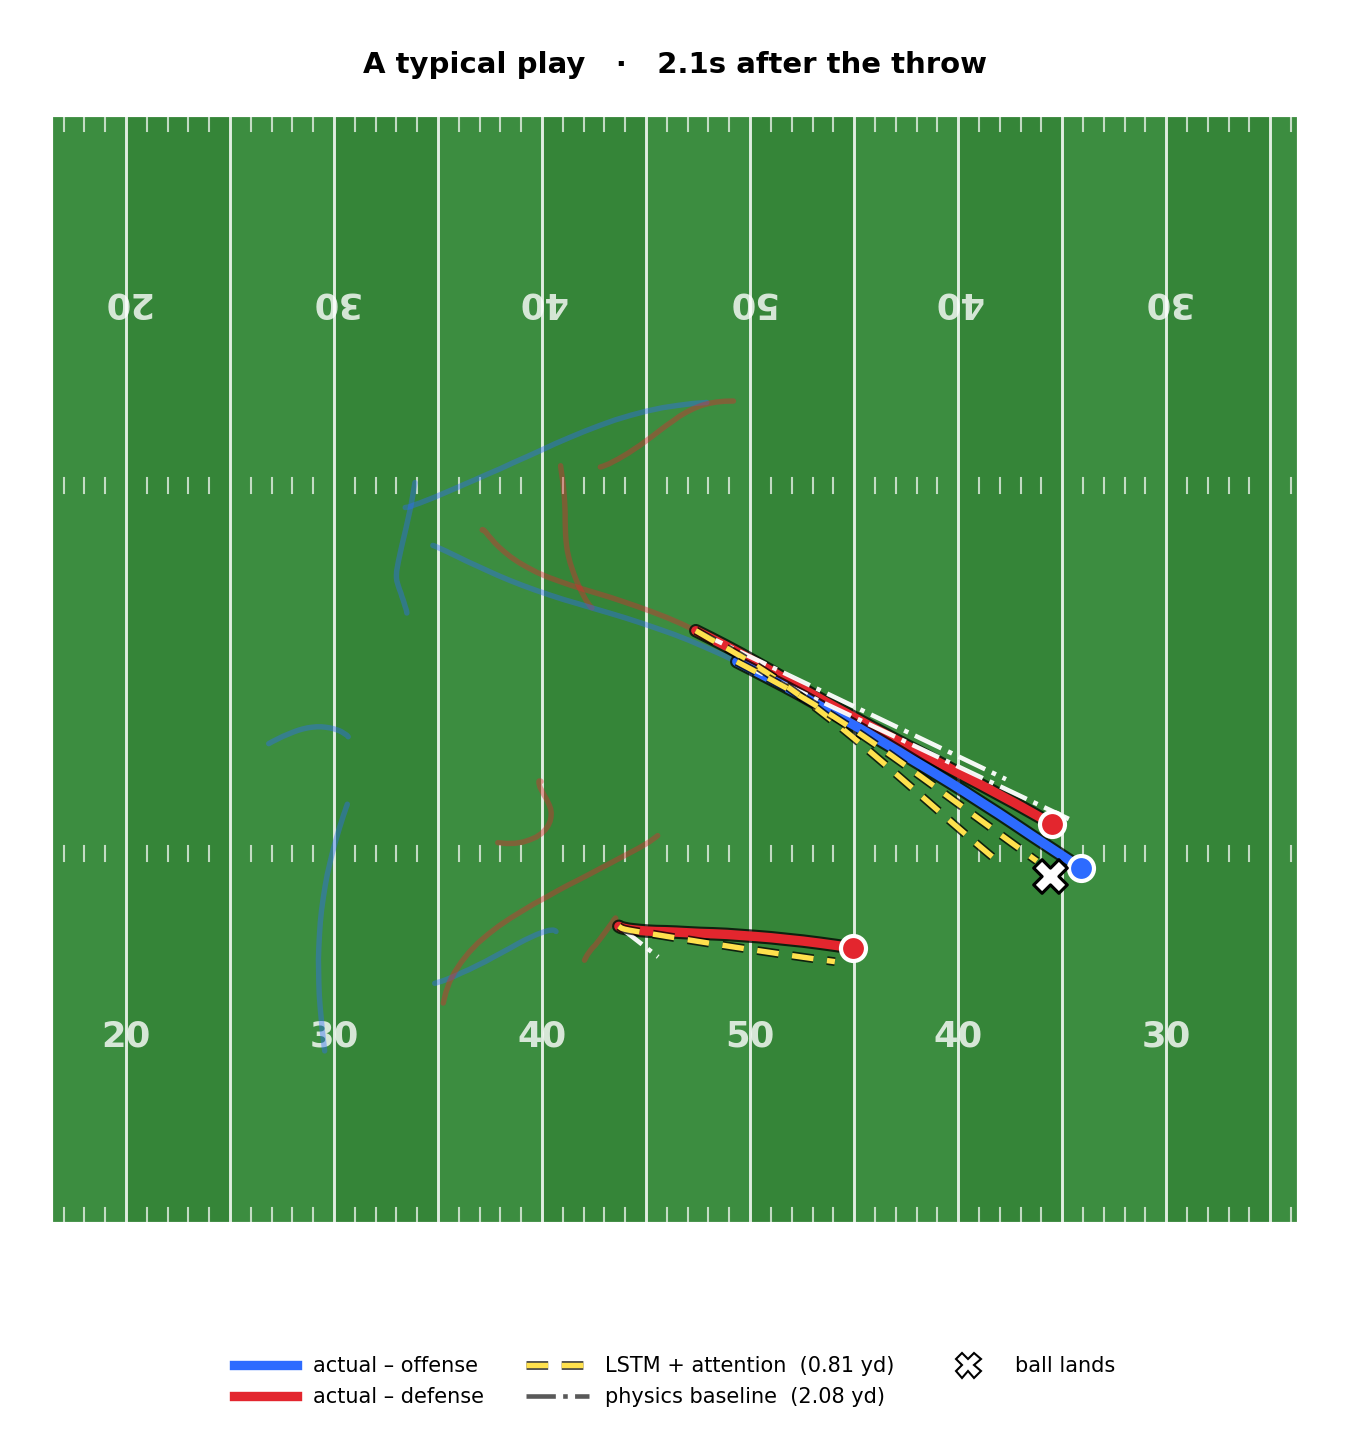 A typical play · 2.1s after the throw
20 30 40 50 40 30
20 30 40 50 40 30
actual – offense
actual – defense
LSTM + attention (0.81 yd)
physics baseline (2.08 yd)
ball lands